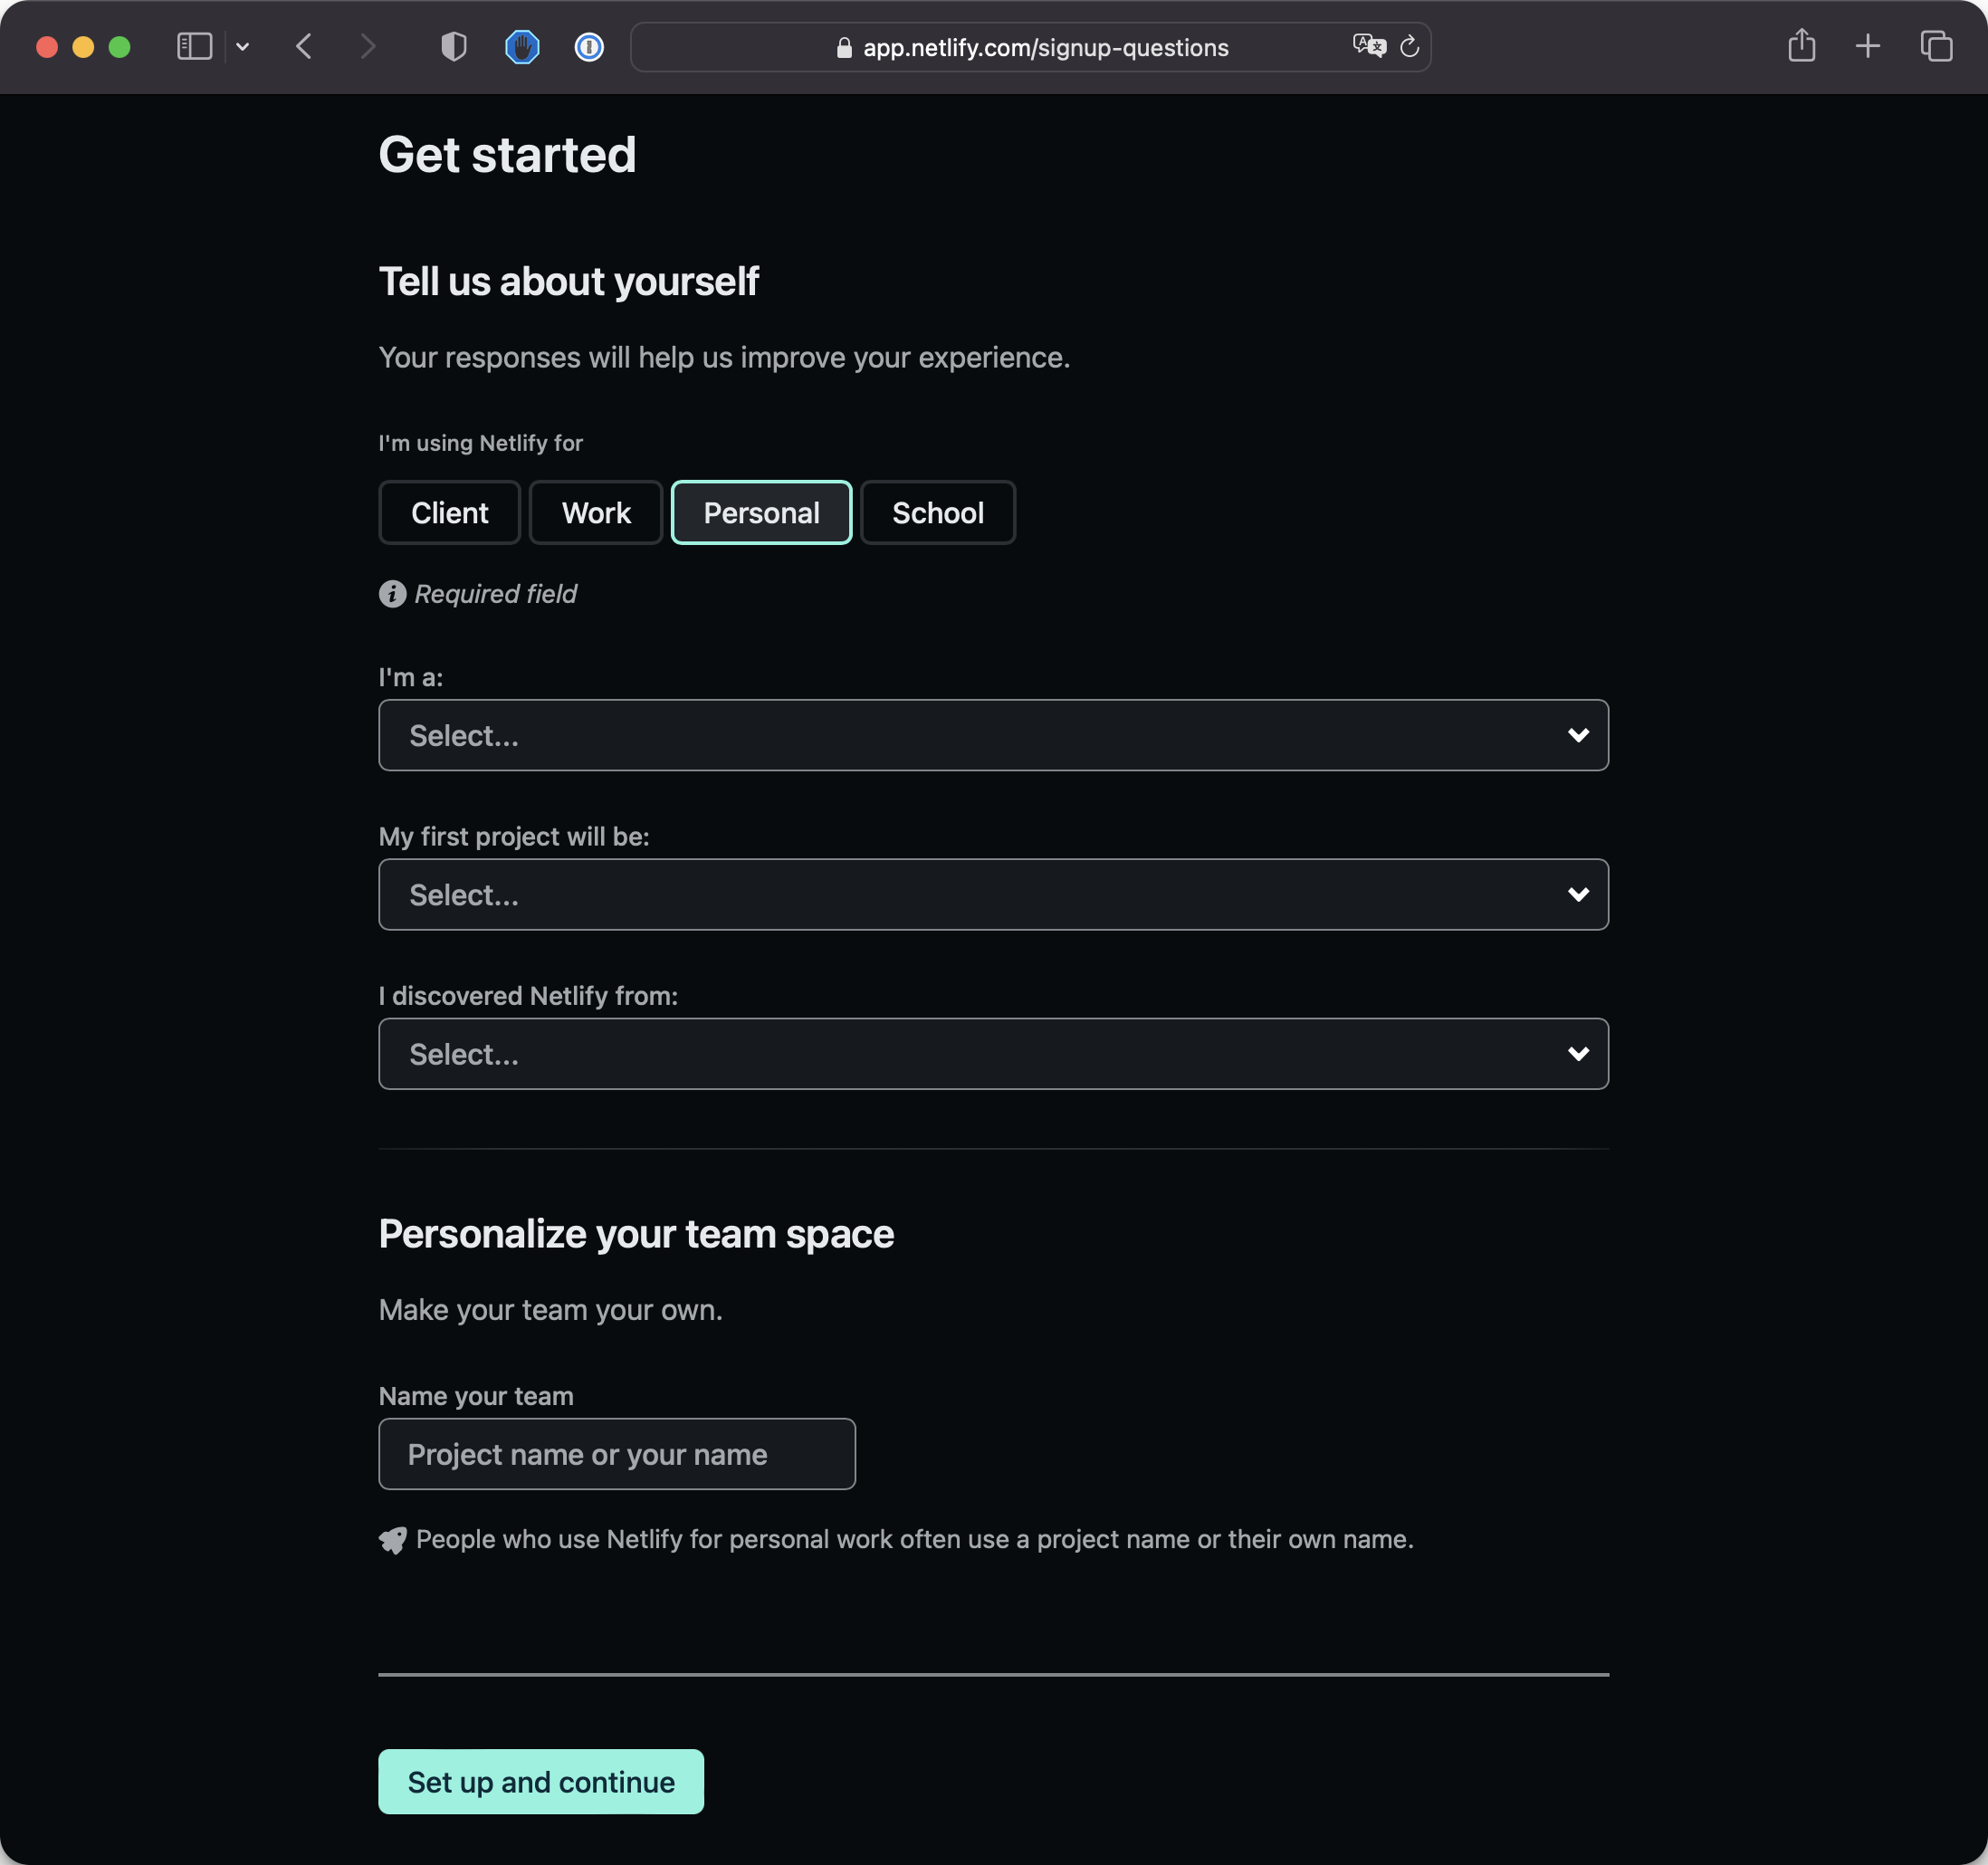 app.netlify.com/signup-questions
Get started
Tell us about yourself
Your responses will help us improve your experience.
I'm using Netlify for
Client Work Personal School
Required field
I'm a:
Select...
My first project will be:
Select...
I discovered Netlify from:
Select...
Personalize your team space
Make your team your own.
Name your team
Project name or your name
People who use Netlify for personal work often use a project name or their own name.
Set up and continue